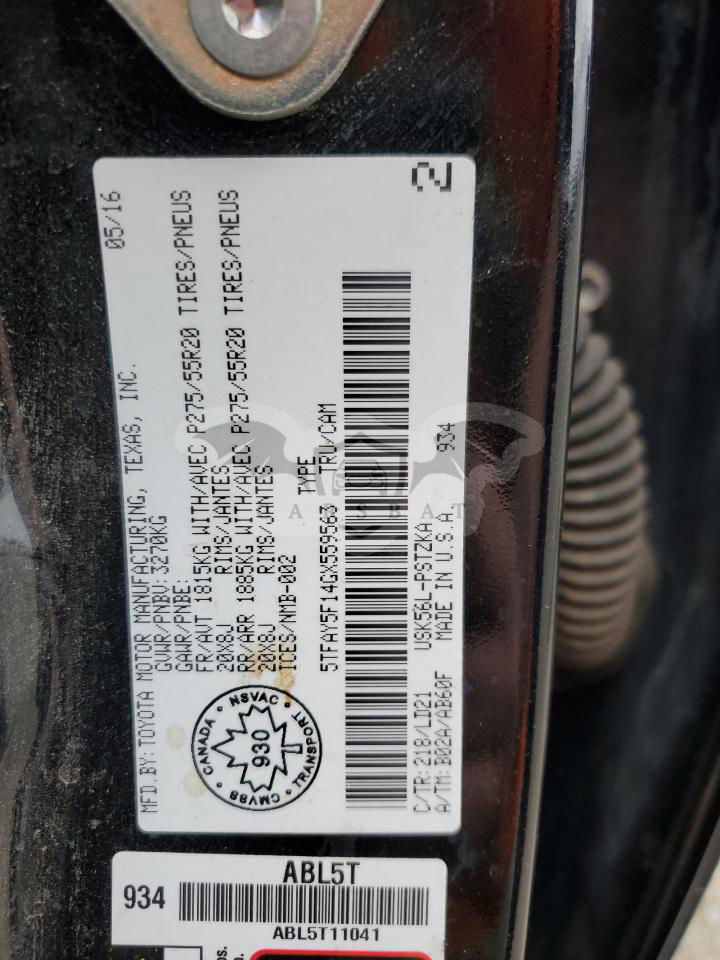 MFD.BY:TOYOTA MOTOR MANUFACTURING, TEXAS, INC. 05/16
GVWR/PNBV:3270KG
GAWR/PNBE:
FR/AVT 1815KG WITH/AVEC P275/55R20 TIRES/PNEUS
20X8J RIMS/JANTES
RR/ARR 1885KG WITH/AVEC P275/55R20 TIRES/PNEUS
20X8J RIMS/JANTES
ICES/NMB-002 TYPE
5TFAY5F14GX559563 TRU/CAM
2
C/TR:218/LD21 USK56L-PSTZKA
A/TM:B02A/AB60F MADE IN U.S.A. 934
CANADA • NSVAC • TRANSPORT • CMVSS
930
T
ABL5T
934
ABL5T11041